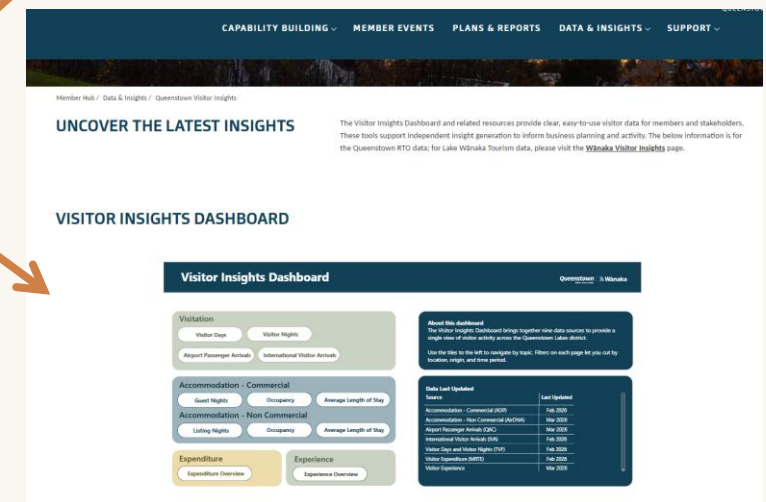 CAPABILITY BUILDING
MEMBER EVENTS
PLANS & REPORTS
DATA & INSIGHTS
SUPPORT
Member Hub / Data & Insights / Queenstown Visitor Insights
UNCOVER THE LATEST INSIGHTS
The Visitor Insights Dashboard and related resources provide clear, easy-to-use visitor data for members and stakeholders.
These tools support independent insight generation to inform business planning and activity. The below information is for
the Queenstown RTO data; for Lake Wānaka Tourism data, please visit the Wānaka Visitor Insights page.
VISITOR INSIGHTS DASHBOARD
Visitor Insights Dashboard
Queenstown
Wānaka
Visitation
Visitor Days
Visitor Nights
Airport Passenger Arrivals
International Visitor Arrivals
Accommodation - Commercial
Guest Nights
Occupancy
Average Length of Stay
Accommodation - Non Commercial
Listing Nights
Occupancy
Average Length of Stay
Expenditure
Expenditure Overview
Experience
Experience Overview
About this dashboard
The Visitor Insights Dashboard brings together nine data sources to provide a
single view of visitor activity across the Queenstown Lakes district.
Use the tiles to the left to navigate by topic. Filters on each page let you cut by
location, origin, and time period.
Data Last Updated
Source Last Updated
Accommodation - Commercial (ADP) Feb 2026
Accommodation - Non Commercial (AirDNA) Mar 2026
Airport Passenger Arrivals (QAC) Mar 2026
International Visitor Arrivals (IVA) Feb 2026
Visitor Days and Visitor Nights (TVF) Feb 2026
Visitor Expenditure (MRTE) Feb 2026
Visitor Experience Mar 2026